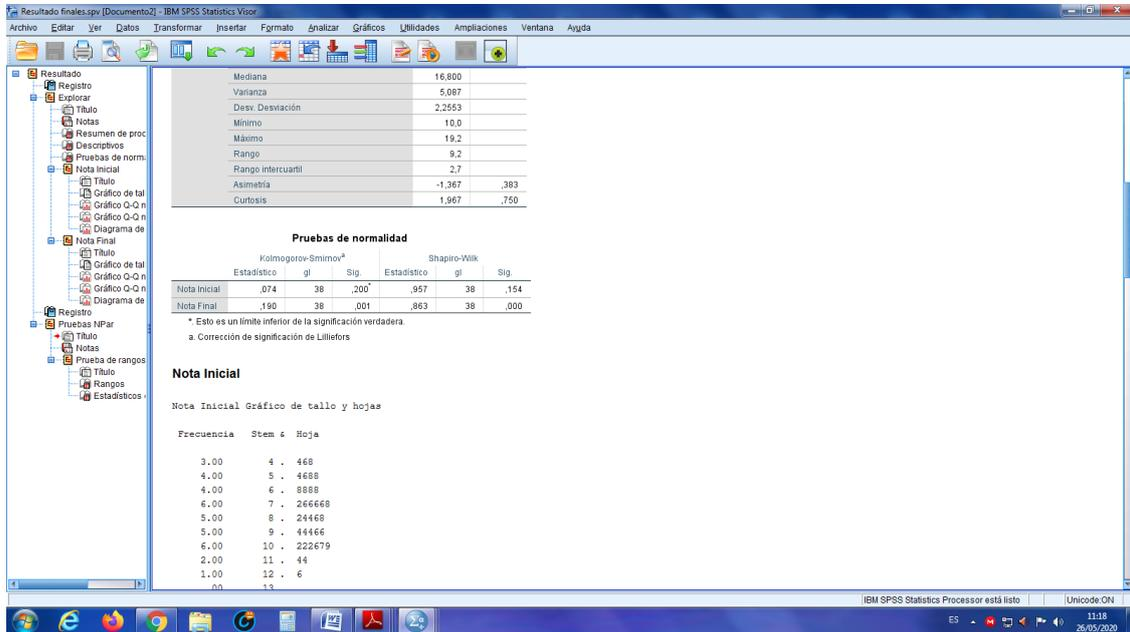 Resultado finales.spv [Documento2] - IBM SPSS Statistics Visor
Archivo Editar Ver Datos Transformar Insertar Formato Analizar Gráficos Utilidades Ampliaciones Ventana Ayuda
Resultado
Registro
Explorar
Título
Notas
Resumen de proc
Descriptivos
Pruebas de norm
Nota Inicial
Título
Gráfico de tal
Gráfico Q-Q n
Gráfico Q-Q n
Diagrama de
Nota Final
Título
Gráfico de tal
Gráfico Q-Q n
Gráfico Q-Q n
Diagrama de
Registro
Pruebas NPar
Título
Notas
Prueba de rangos
Título
Rangos
Estadísticos
Mediana 16,800
Varianza 5,087
Desv. Desviación 2,2553
Mínimo 10,0
Máximo 19,2
Rango 9,2
Rango intercuartil 2,7
Asimetría -1,367 ,383
Curtosis 1,967 ,750
Pruebas de normalidad
Kolmogorov-Smirnov a Shapiro-Wilk
Estadístico gl Sig. Estadístico gl Sig.
Nota Inicial ,074 38 ,200* ,957 38 ,154
Nota Final ,190 38 ,001 ,863 38 ,000
*. Esto es un límite inferior de la significación verdadera.
a. Corrección de significación de Lilliefors
Nota Inicial
Nota Inicial Gráfico de tallo y hojas
Frecuencia Stem & Hoja
3.00 4 . 468
4.00 5 . 4688
4.00 6 . 8888
6.00 7 . 266668
5.00 8 . 24468
5.00 9 . 44466
6.00 10 . 222679
2.00 11 . 44
1.00 12 . 6
.00 13 .
IBM SPSS Statistics Processor está listo Unicode:ON
ES 11:18
26/05/2020